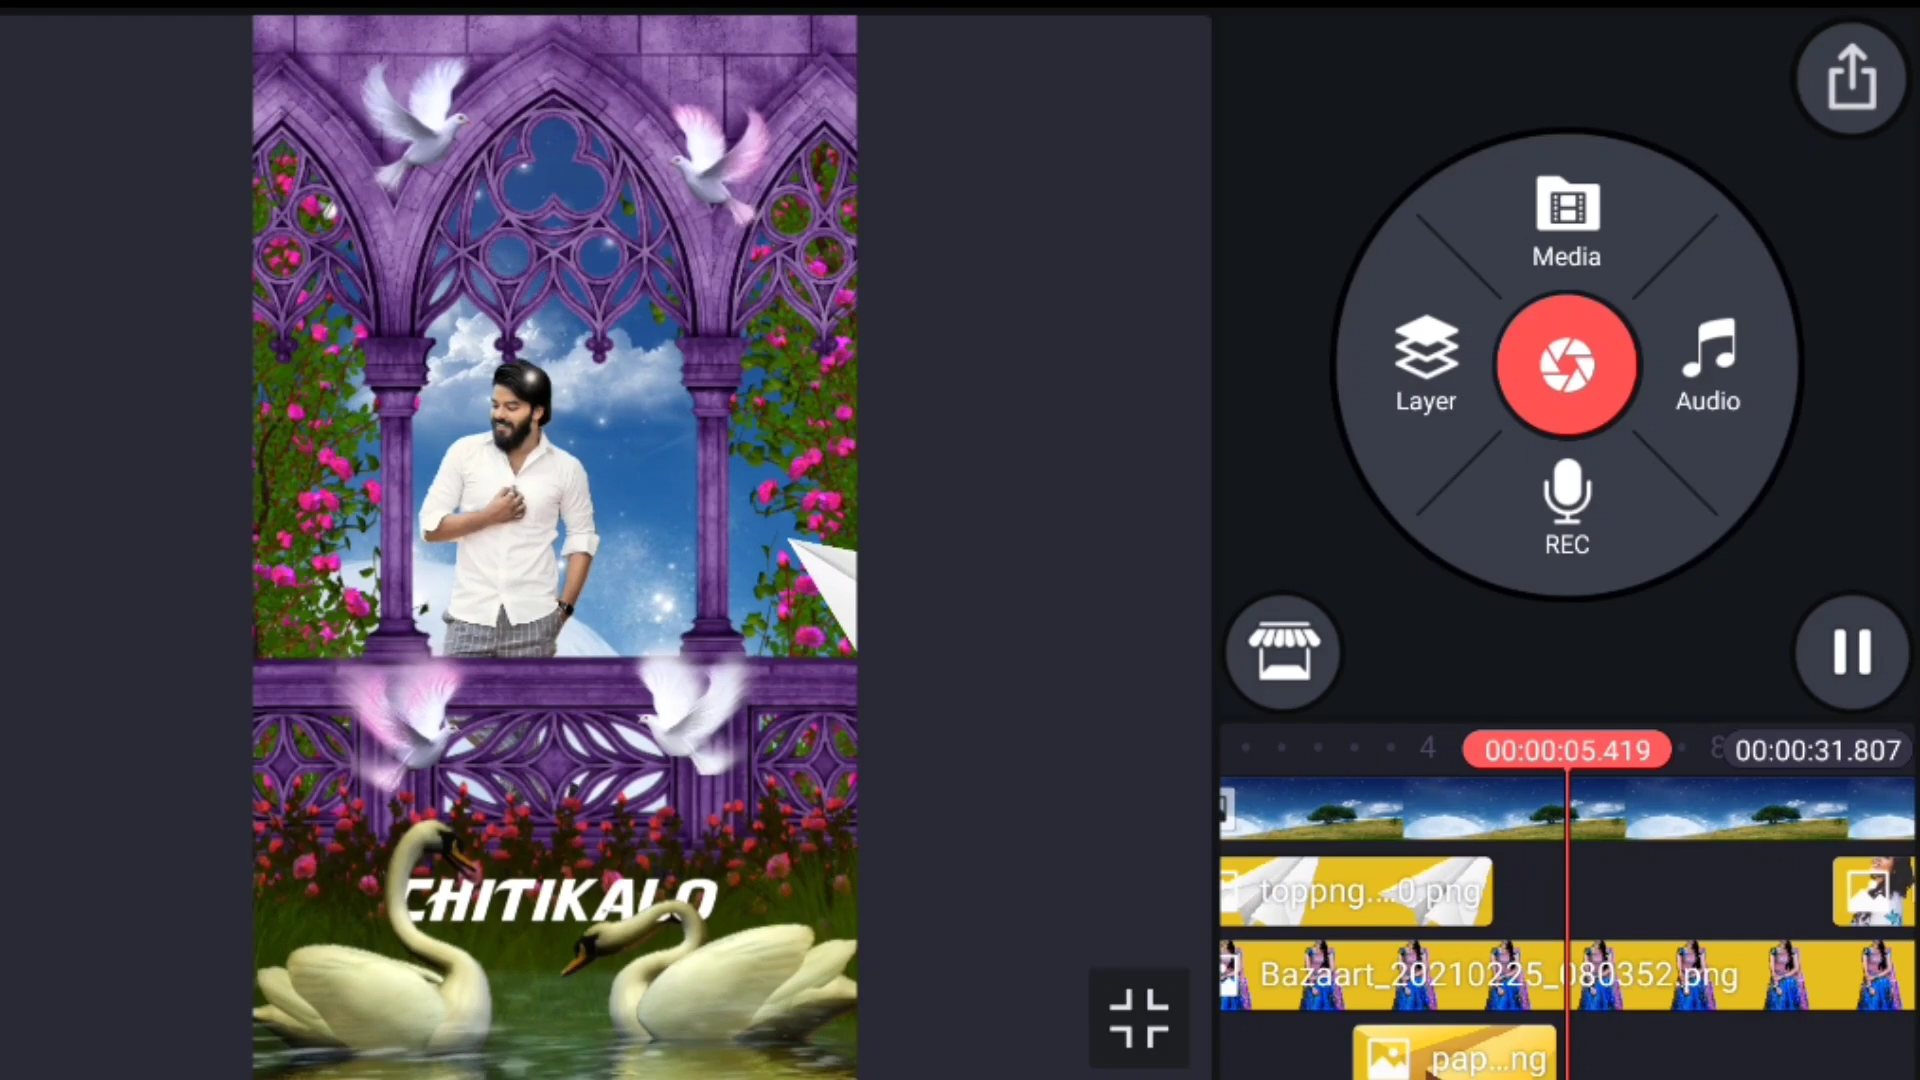 Media
Layer
Audio
REC
4
00:00:05.419
8
00:00:31.807
toppng....0.png
Bazaart_20210225_080352.png
pap...ng
CHITIKALO